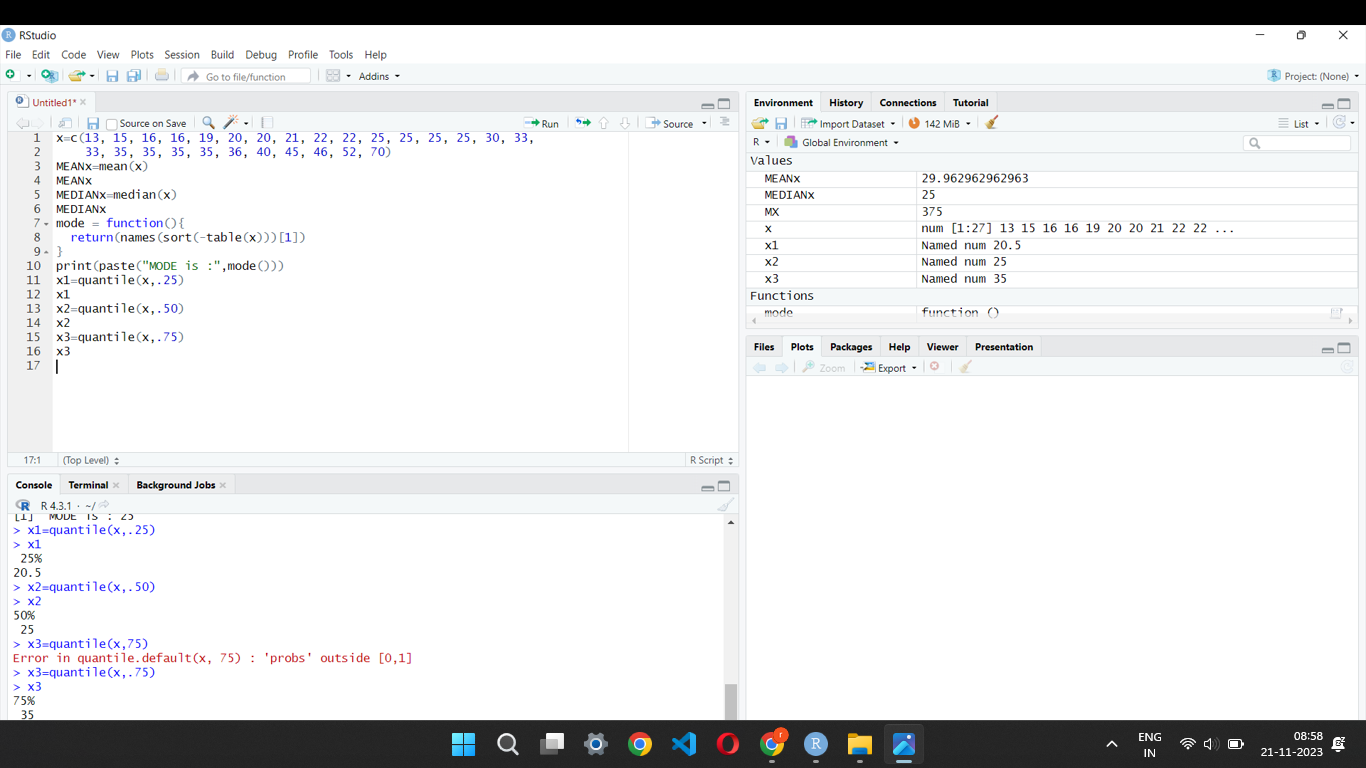 RStudio
File Edit Code View Plots Session Build Debug Profile Tools Help
Go to file/function Addins Project: (None)
Untitled1*
Source on Save Run Source
1 x=c(13, 15, 16, 16, 19, 20, 20, 21, 22, 22, 25, 25, 25, 25, 30, 33,
2 33, 35, 35, 35, 35, 36, 40, 45, 46, 52, 70)
3 MEANx=mean(x)
4 MEANx
5 MEDIANx=median(x)
6 MEDIANx
7 mode = function(){
8 return(names(sort(-table(x)))[1])
9 }
10 print(paste("MODE is :",mode()))
11 x1=quantile(x,.25)
12 x1
13 x2=quantile(x,.50)
14 x2
15 x3=quantile(x,.75)
16 x3
17
17:1 (Top Level) R Script
Console Terminal Background Jobs
R 4.3.1 · ~/
[1] "MODE is : 25"
> x1=quantile(x,.25)
> x1
25%
20.5
> x2=quantile(x,.50)
> x2
50%
25
> x3=quantile(x,75)
Error in quantile.default(x, 75) : 'probs' outside [0,1]
> x3=quantile(x,.75)
> x3
75%
35
Environment History Connections Tutorial
Import Dataset 142 MiB List
R Global Environment
Values
MEANx 29.962962962963
MEDIANx 25
MX 375
x num [1:27] 13 15 16 16 19 20 20 21 22 22 ...
x1 Named num 20.5
x2 Named num 25
x3 Named num 35
Functions
mode function ()
Files Plots Packages Help Viewer Presentation
Zoom Export
ENG
IN
08:58
21-11-2023